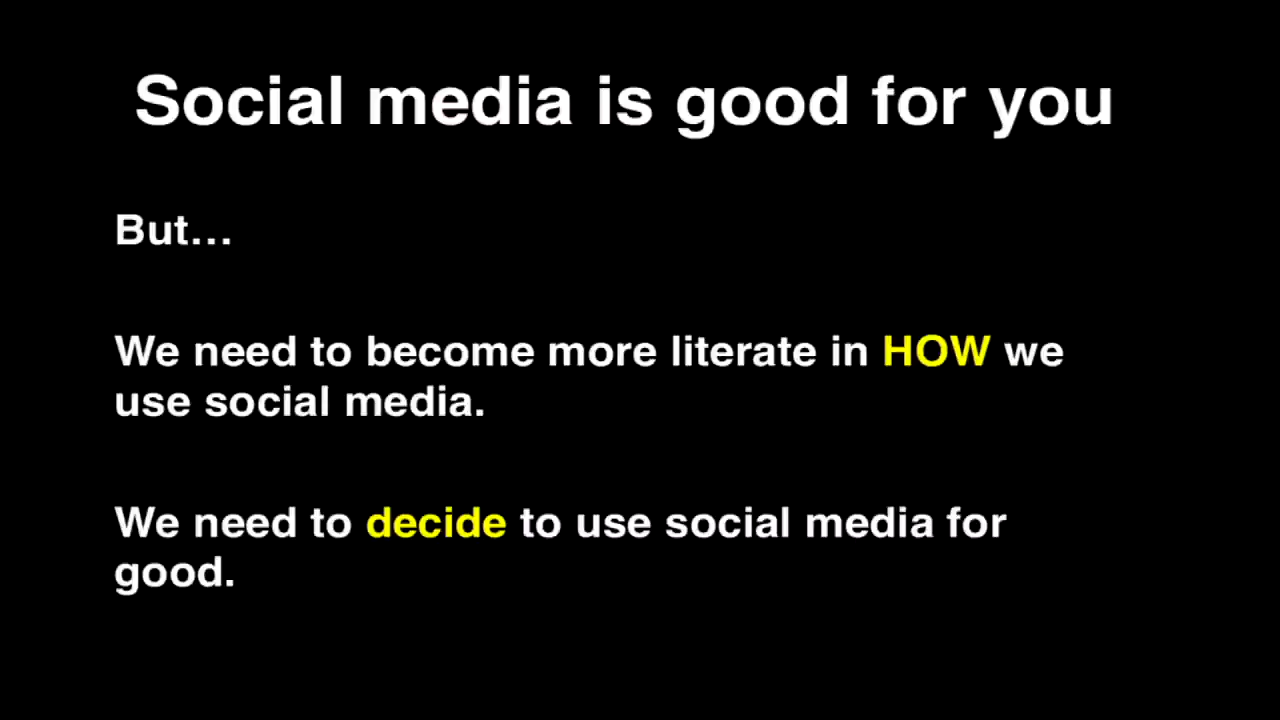 Social media is good for you
But…
We need to become more literate in HOW we
use social media.
We need to decide to use social media for
good.